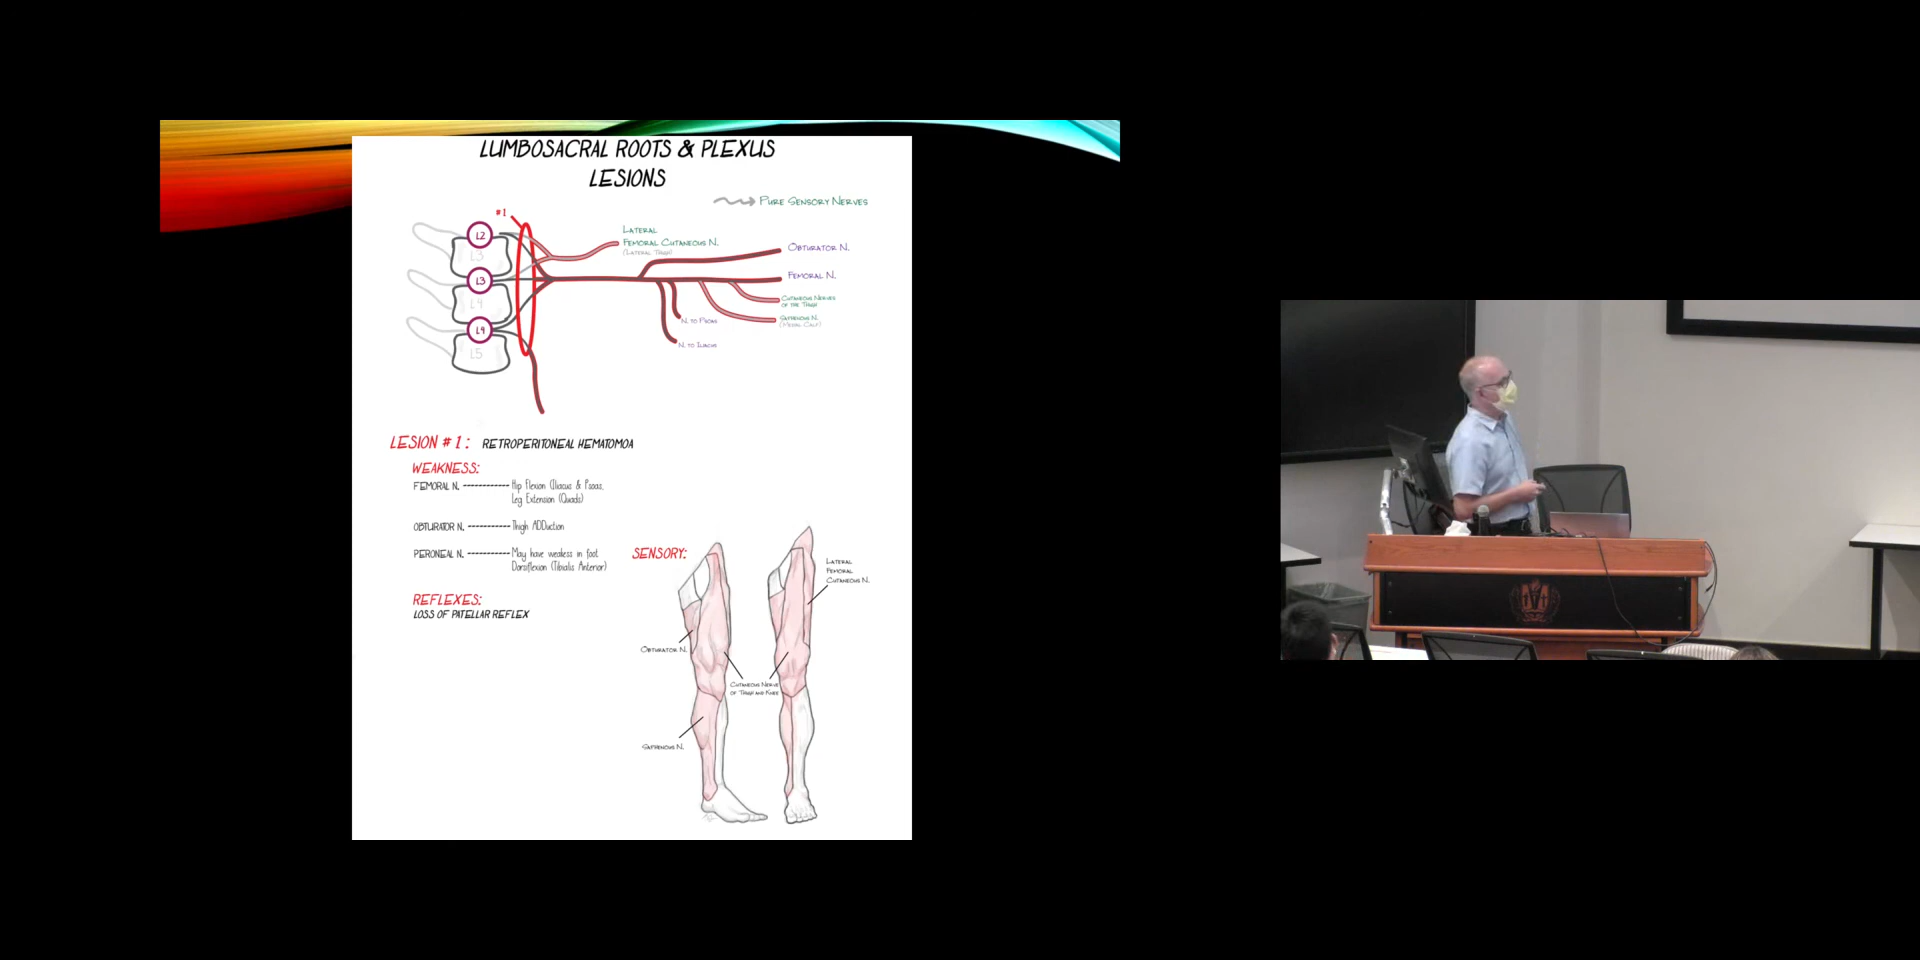 LUMBOSACRAL ROOTS & PLEXUS
LESIONS
PURE SENSORY NERVES
#1
L2
L3
L3
L4
L4
L5
LATERAL
FEMORAL CUTANEOUS N.
(LATERAL THIGH)
OBTURATOR N.
FEMORAL N.
CUTANEOUS NERVES
OF THE THIGH
SAPHENOUS N.
(MEDIAL CALF)
N. TO PSOAS
N. TO ILIACUS
LESION #1: RETROPERITONEAL HEMATOMOA
WEAKNESS:
FEMORAL N. ----------- Hip Flexion (Iliacus & Psoas,
Leg Extension (Quads)
OBTURATOR N. ---------- Thigh ADDuction
PERONEAL N. ---------- May have weakess in foot
Dorsiflexion (Tibialis Anterior)
REFLEXES:
LOSS OF PATELLAR REFLEX
SENSORY:
LATERAL
FEMORAL
CUTANEOUS N.
OBTURATOR N.
CUTANEOUS NERVE
OF THIGH AND KNEE
SAPHENOUS N.